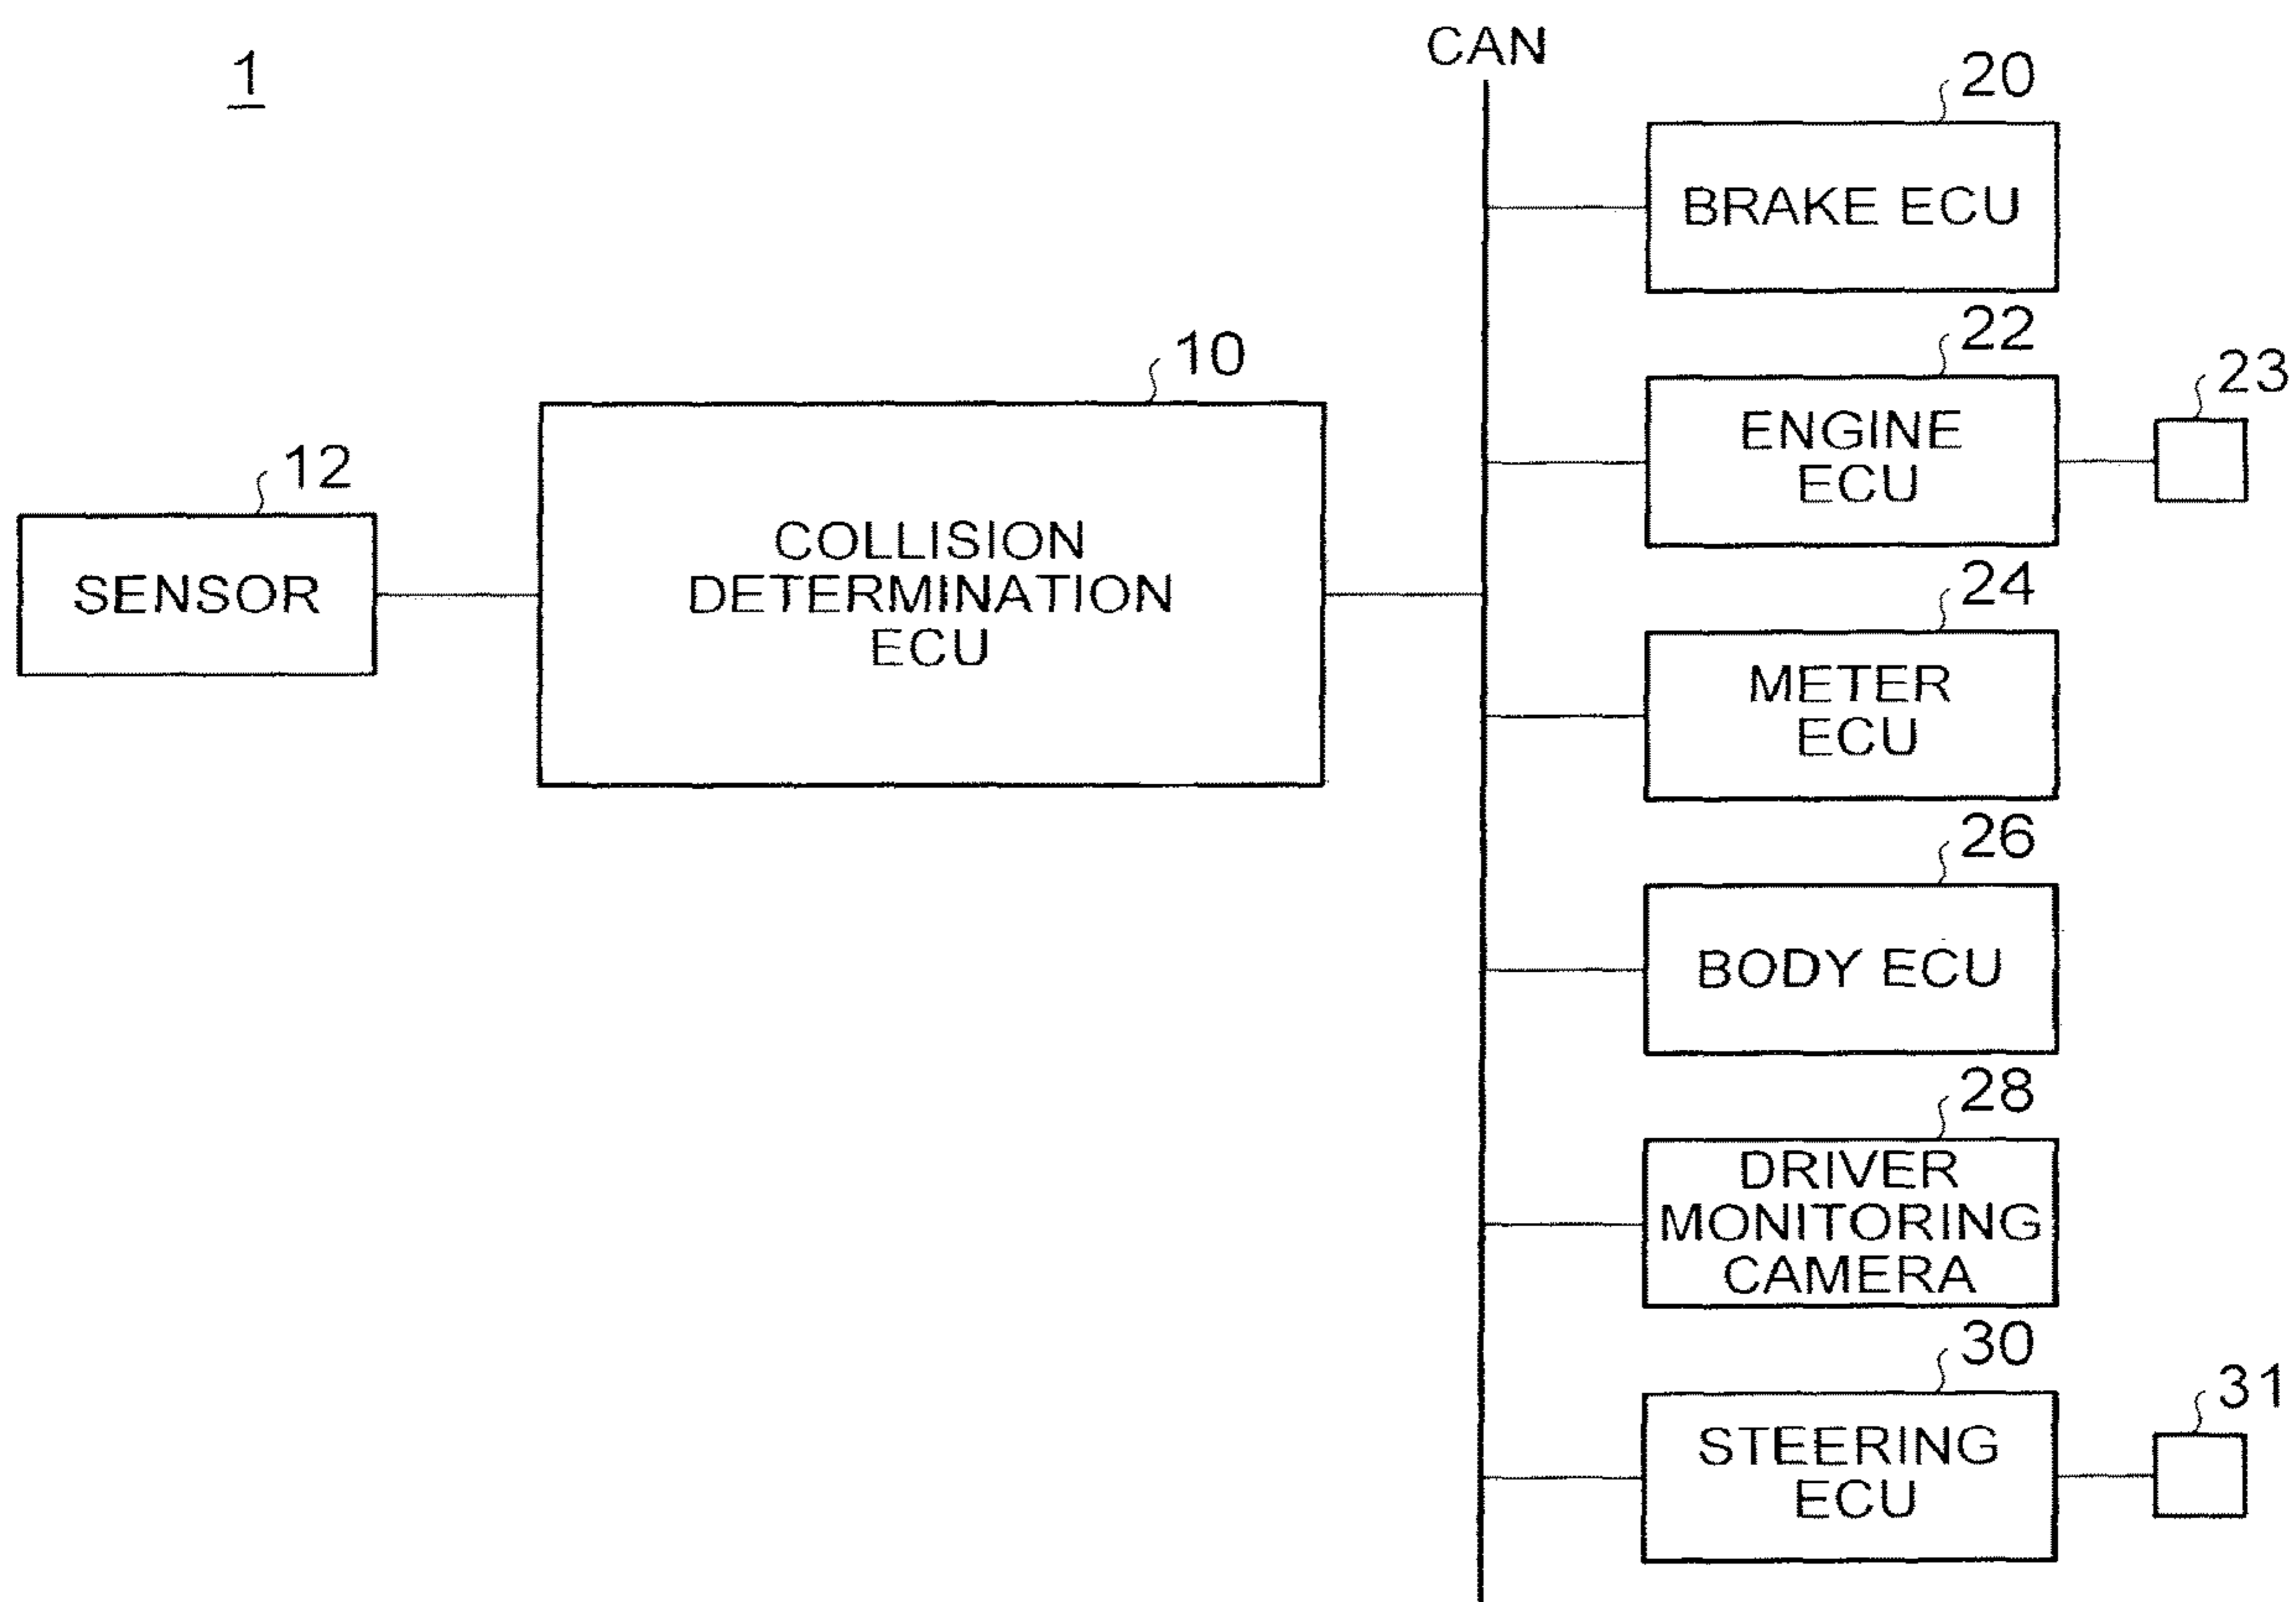 1
CAN
20
BRAKE ECU
22
ENGINE
ECU
23
10
COLLISION
DETERMINATION
ECU
12
SENSOR
24
METER
ECU
26
BODY ECU
28
DRIVER
MONITORING
CAMERA
30
STEERING
ECU
31